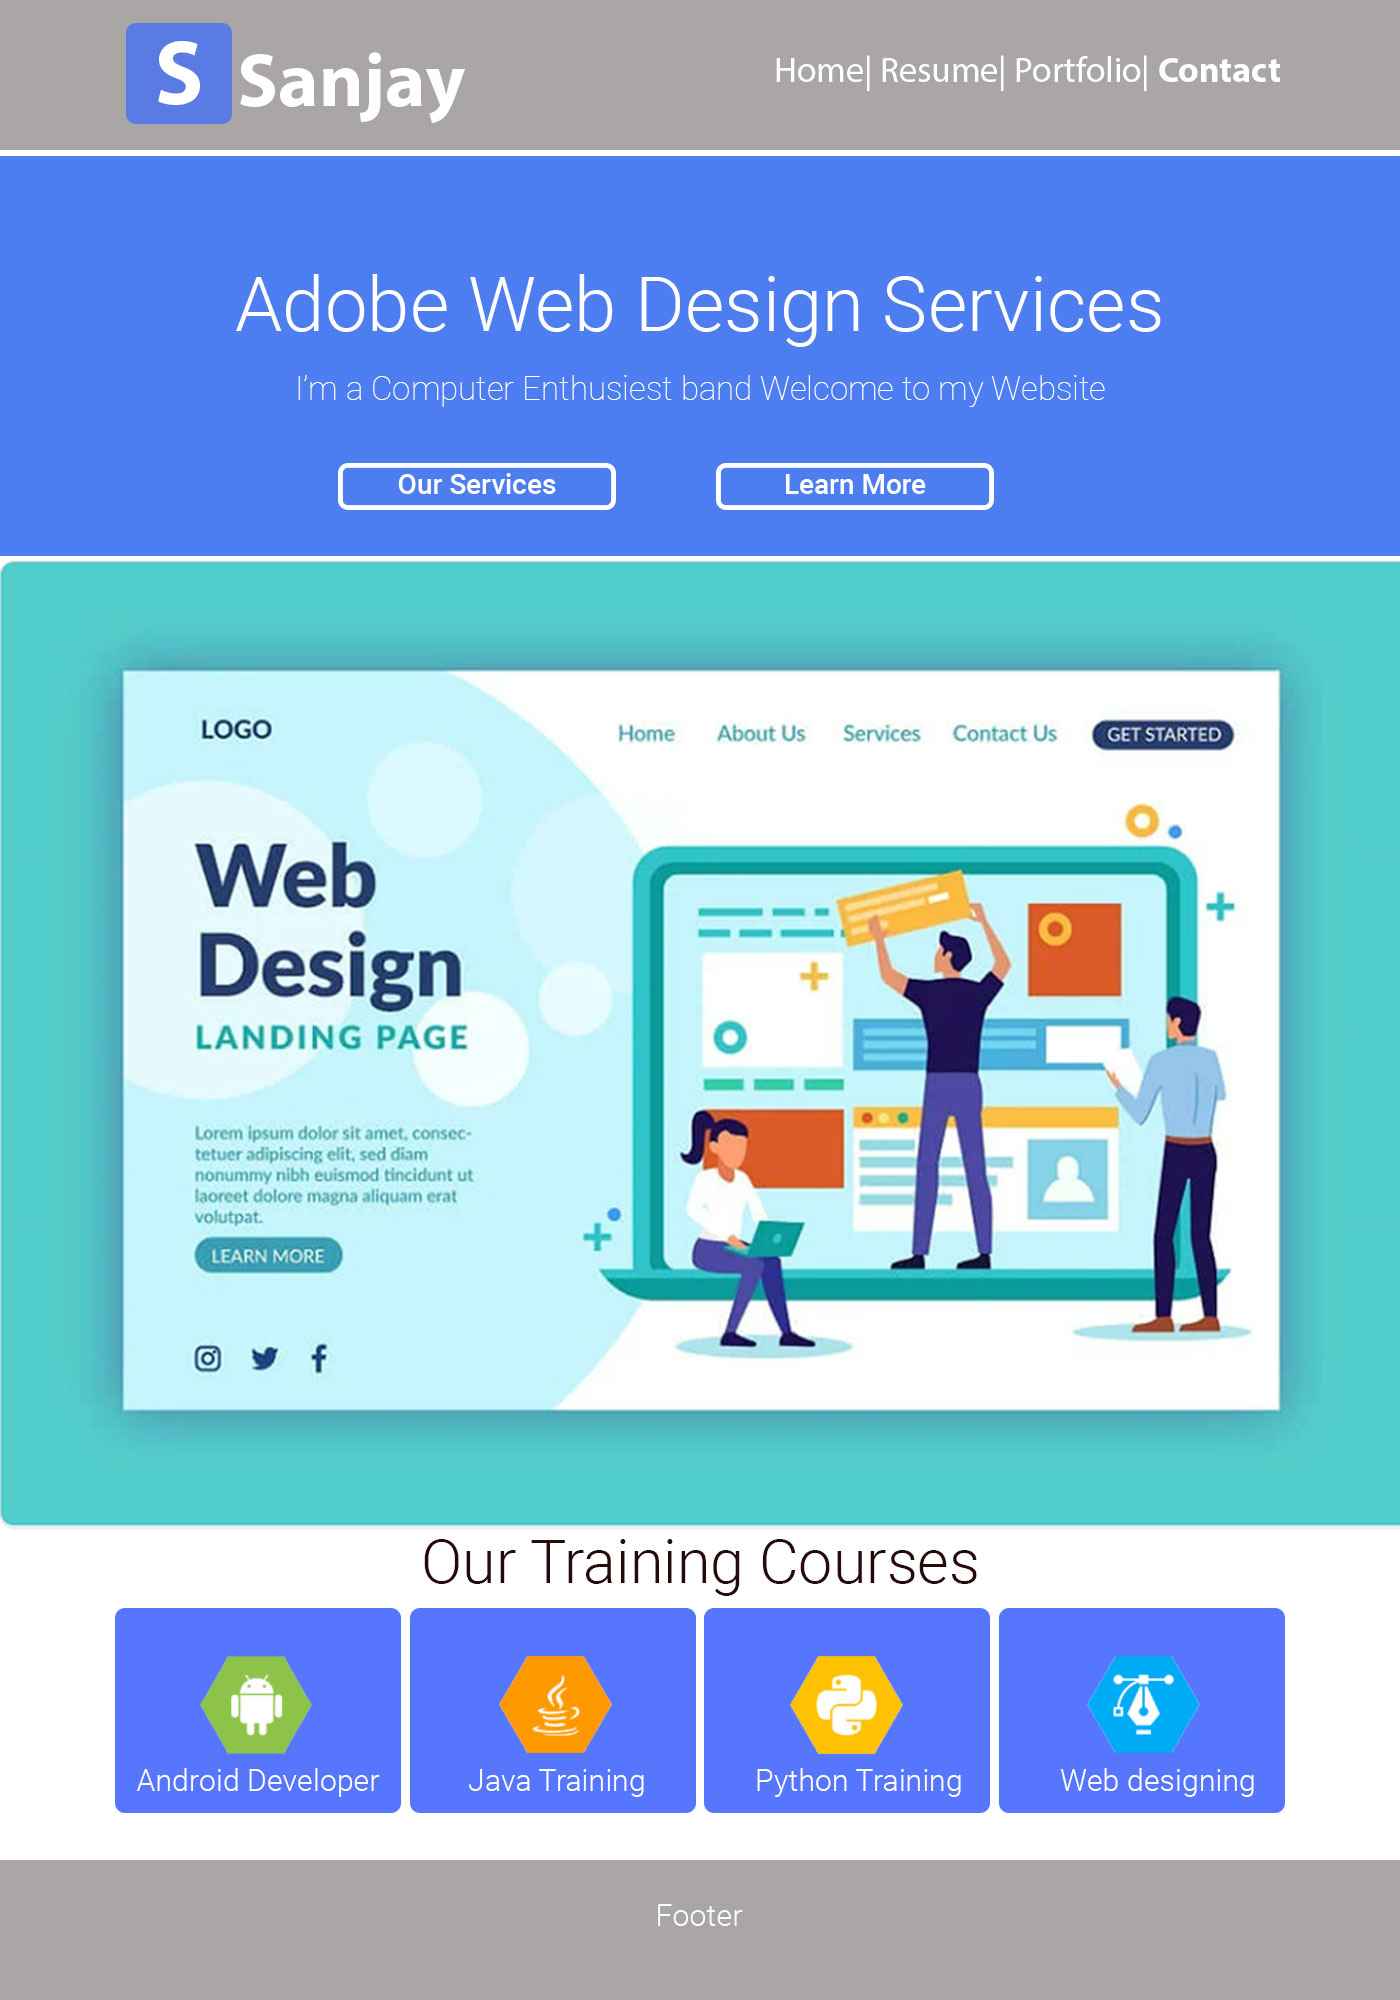 S Sanjay
Home| Resume| Portfolio| Contact
Adobe Web Design Services
I'm a Computer Enthusiest band Welcome to my Website
Our Services
Learn More
LOGO
Home About Us Services Contact Us GET STARTED
Web
Design
LANDING PAGE
Lorem ipsum dolor sit amet, consec-
tetuer adipiscing elit, sed diam
nonummy nibh euismod tincidunt ut
laoreet dolore magna aliquam erat
volutpat.
LEARN MORE
Our Training Courses
Android Developer
Java Training
Python Training
Web designing
Footer